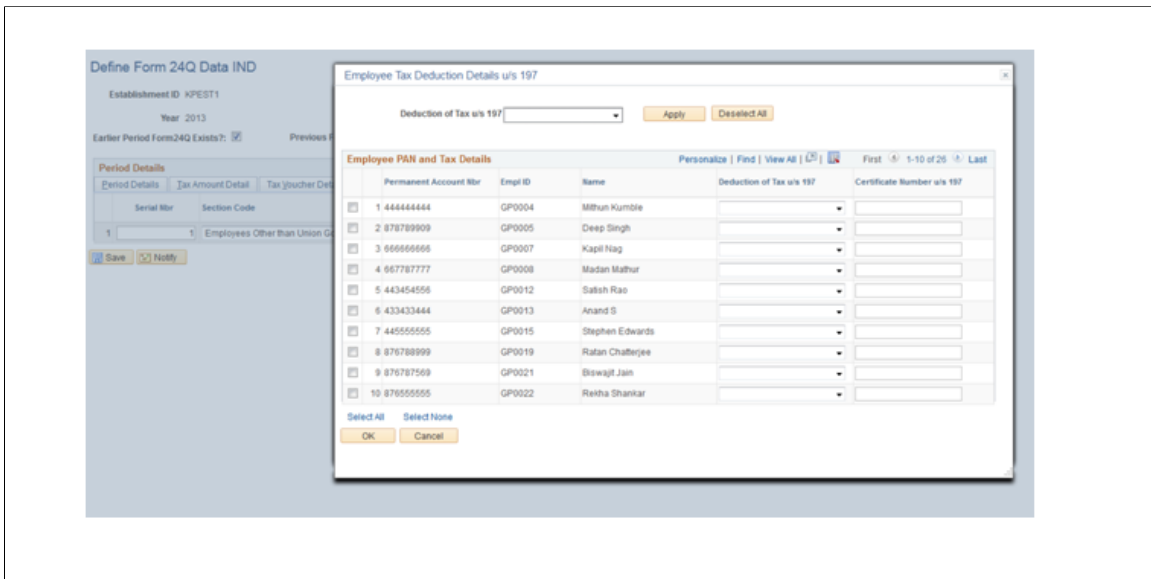 Define Form 24Q Data IND
Establishment ID KPEST1
Year 2013
Earlier Period Form24Q Exists?: Previous
Period Details
Period Details Tax Amount Detail Tax Voucher Det
Serial Nbr Section Code
1 1 Employees Other than Union Go
Save Notify
Employee Tax Deduction Details u/s 197
Deduction of Tax u/s 197 Apply Deselect All
Employee PAN and Tax Details Personalize | Find | View All | First 1-10 of 26 Last
Permanent Account Nbr Empl ID Name Deduction of Tax u/s 197 Certificate Number u/s 197
1 444444444 GP0004 Mithun Kumble
2 878789909 GP0005 Deep Singh
3 666666666 GP0007 Kapil Nag
4 667787777 GP0008 Madan Mathur
5 443454556 GP0012 Satish Rao
6 433433444 GP0013 Anand S
7 445555555 GP0015 Stephen Edwards
8 876788999 GP0019 Ratan Chatterjee
9 876787569 GP0021 Biswajit Jain
10 876555555 GP0022 Rekha Shankar
Select All Select None
OK Cancel